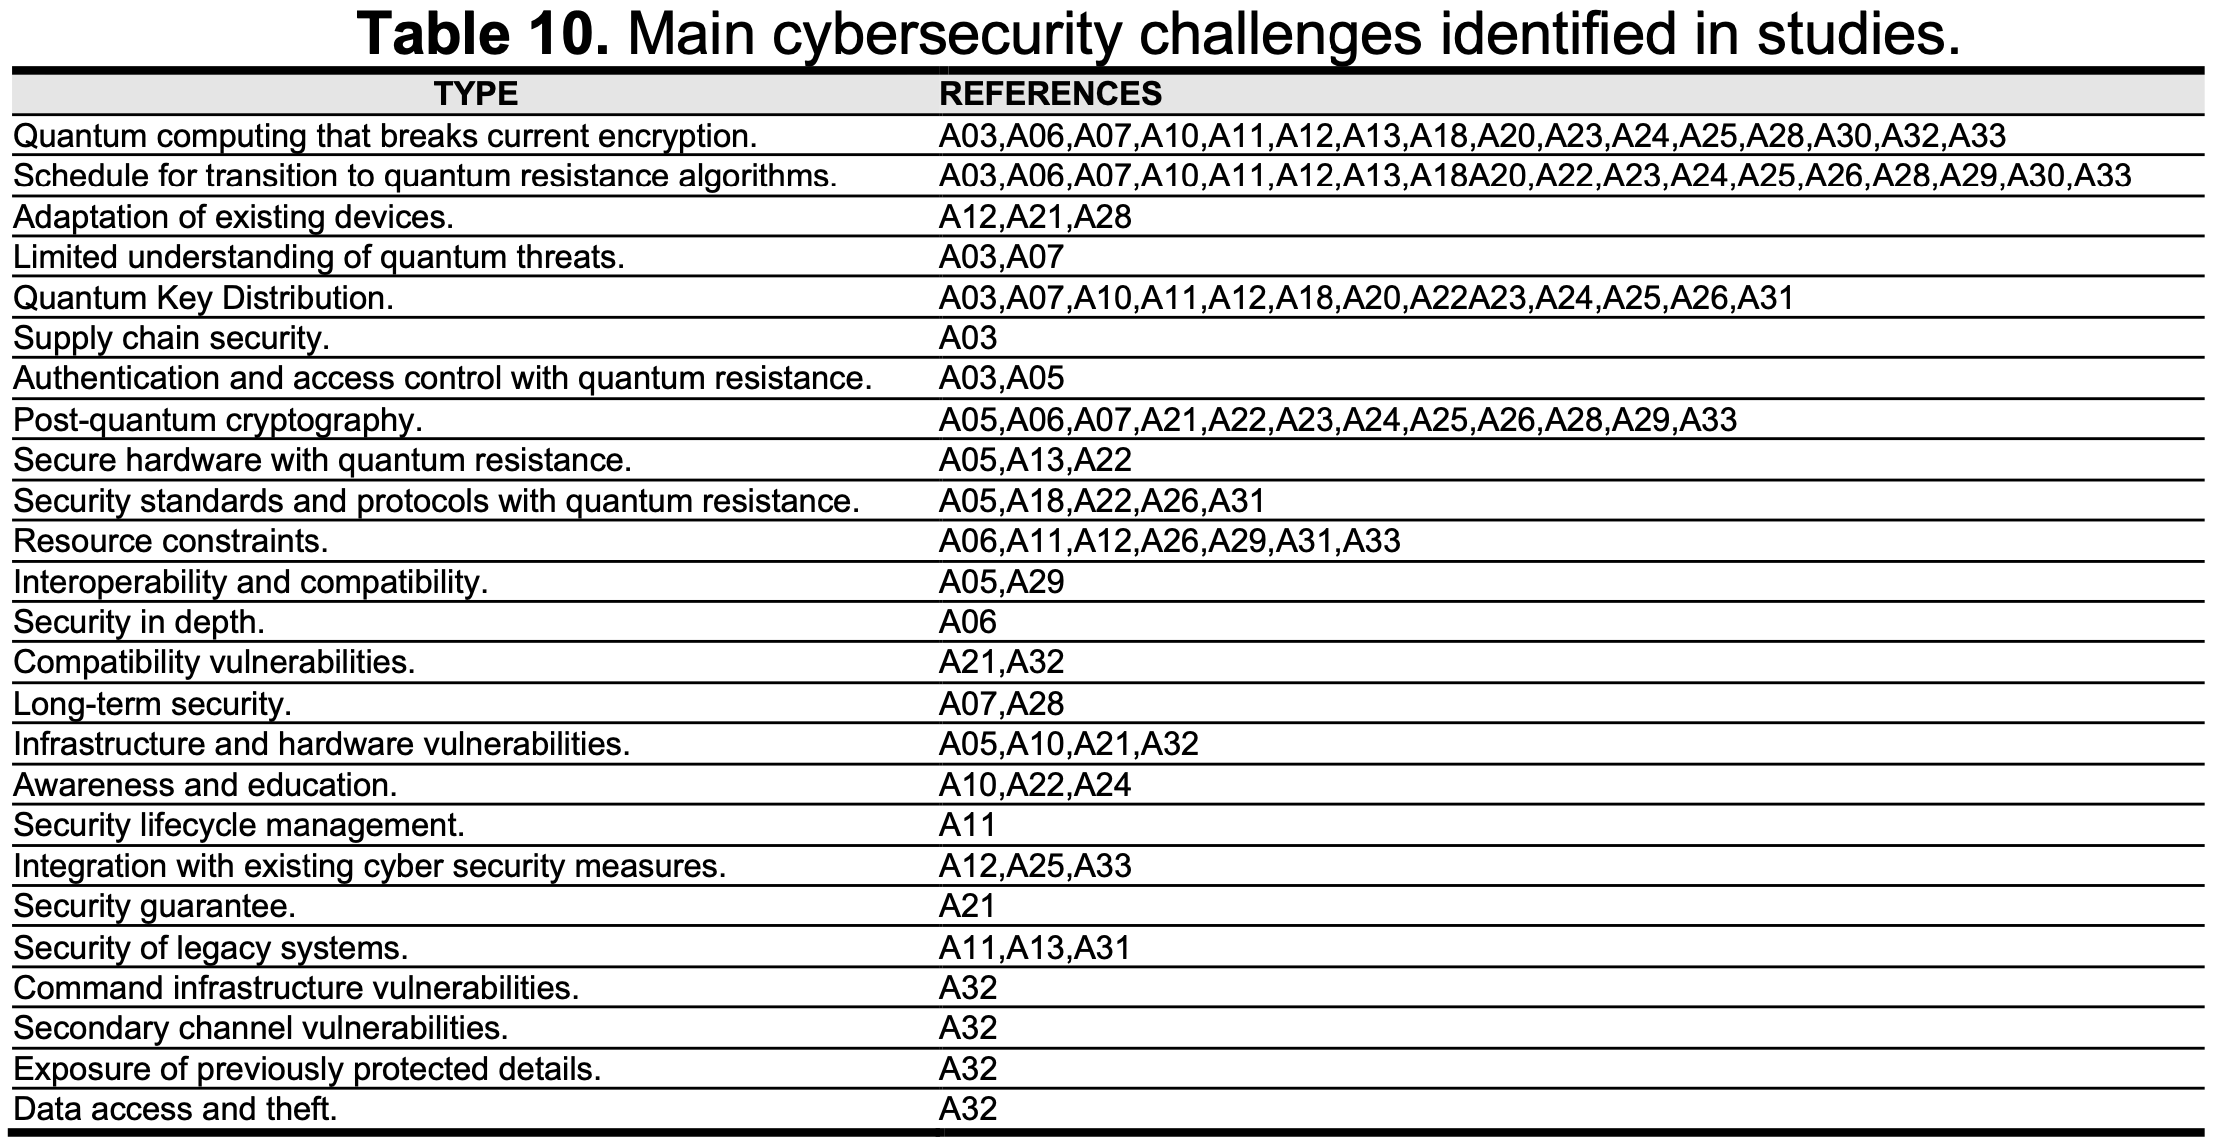 Table 10. Main cybersecurity challenges identified in studies.
TYPE REFERENCES
Quantum computing that breaks current encryption. A03,A06,A07,A10,A11,A12,A13,A18,A20,A23,A24,A25,A28,A30,A32,A33
Schedule for transition to quantum resistance algorithms. A03,A06,A07,A10,A11,A12,A13,A18A20,A22,A23,A24,A25,A26,A28,A29,A30,A33
Adaptation of existing devices. A12,A21,A28
Limited understanding of quantum threats. A03,A07
Quantum Key Distribution. A03,A07,A10,A11,A12,A18,A20,A22A23,A24,A25,A26,A31
Supply chain security. A03
Authentication and access control with quantum resistance. A03,A05
Post-quantum cryptography. A05,A06,A07,A21,A22,A23,A24,A25,A26,A28,A29,A33
Secure hardware with quantum resistance. A05,A13,A22
Security standards and protocols with quantum resistance. A05,A18,A22,A26,A31
Resource constraints. A06,A11,A12,A26,A29,A31,A33
Interoperability and compatibility. A05,A29
Security in depth. A06
Compatibility vulnerabilities. A21,A32
Long-term security. A07,A28
Infrastructure and hardware vulnerabilities. A05,A10,A21,A32
Awareness and education. A10,A22,A24
Security lifecycle management. A11
Integration with existing cyber security measures. A12,A25,A33
Security guarantee. A21
Security of legacy systems. A11,A13,A31
Command infrastructure vulnerabilities. A32
Secondary channel vulnerabilities. A32
Exposure of previously protected details. A32
Data access and theft. A32